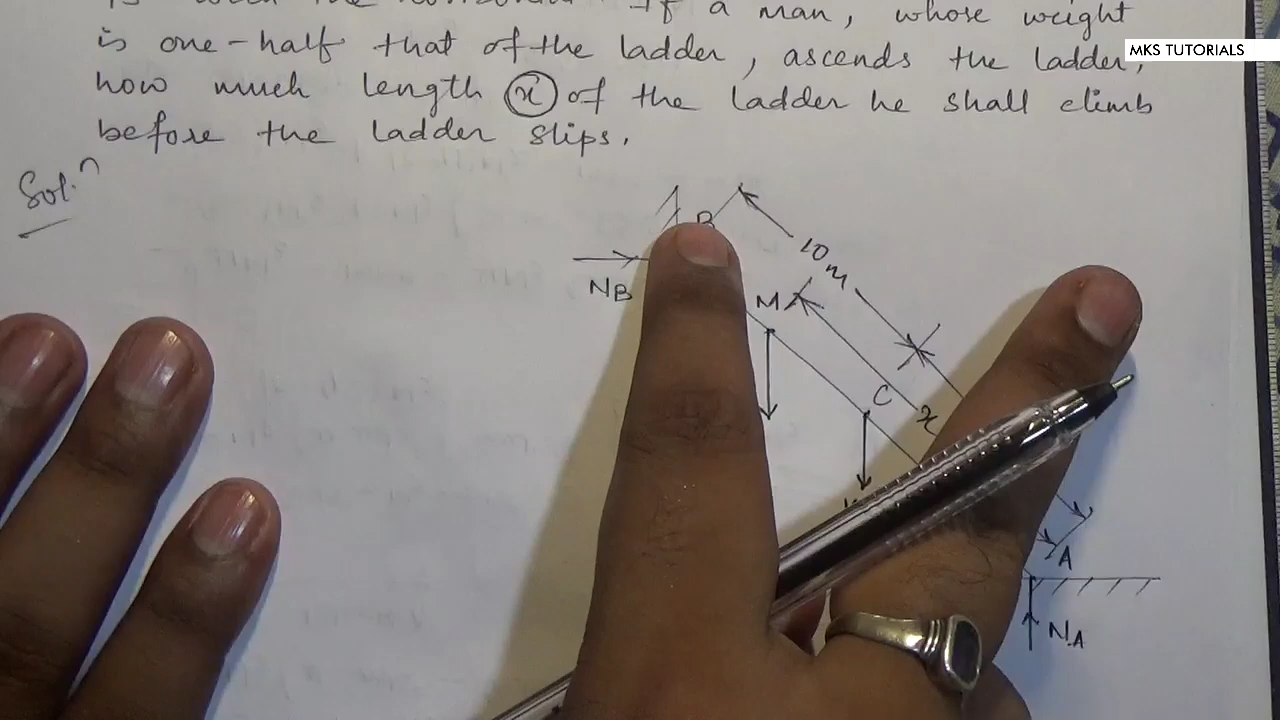 If a man, whose weight
is one-half that of the ladder, ascends the ladder,
MKS TUTORIALS
how much length x of the ladder he shall climb
before the ladder slips.
Sol.n
B
10m
NB
M
C
x
A
NA